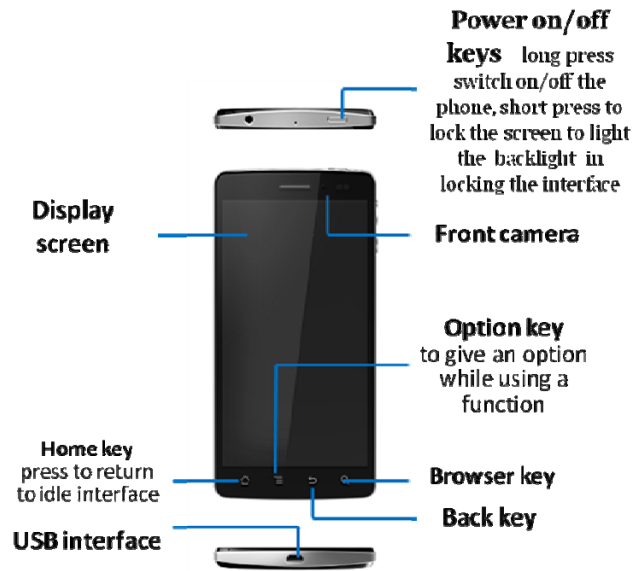 Power on/off
keys long press
switch on/off the
phone, short press to
lock the screen to light
the backlight in
locking the interface
Display
screen
Front camera
Option key
to give an option
while using a
function
Home key
press to return
to idle interface
Browser key
Back key
USB interface